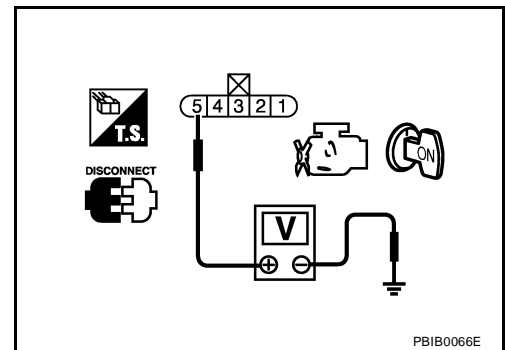 5 4 3 2 1
T.S.
ON
DISCONNECT
V
+ −
PBIB0066E